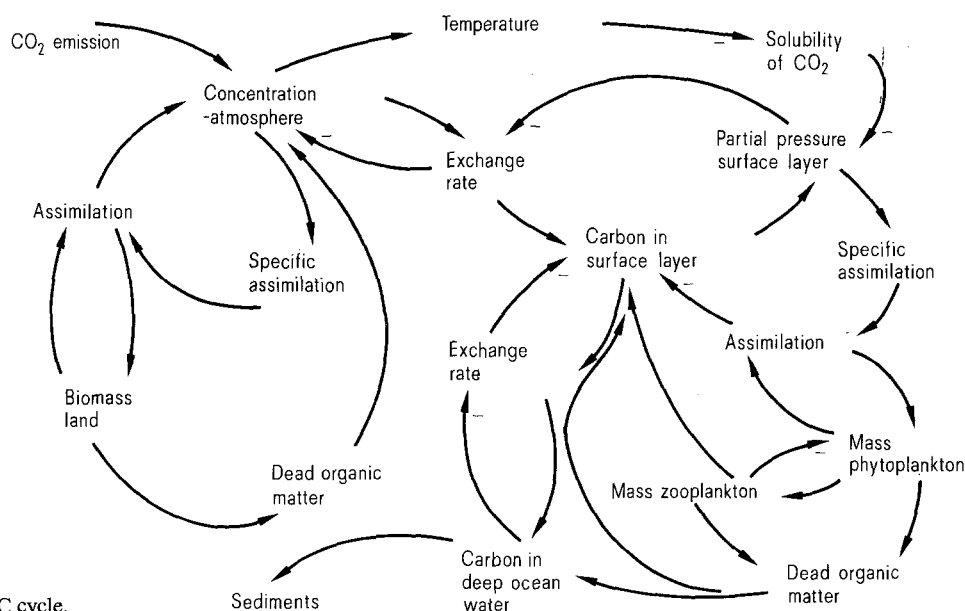 Temperature
CO₂ emission
Solubility
of CO₂
Concentration
-atmosphere
Partial pressure
surface layer
Exchange
rate
Assimilation
Carbon in
surface layer
Specific
assimilation
Specific
assimilation
Assimilation
Exchange
rate
Biomass
land
Mass
phytoplankton
Dead organic
matter
Mass zooplankton
Carbon in
deep ocean
water
Dead organic
matter
Sediments
C cycle.